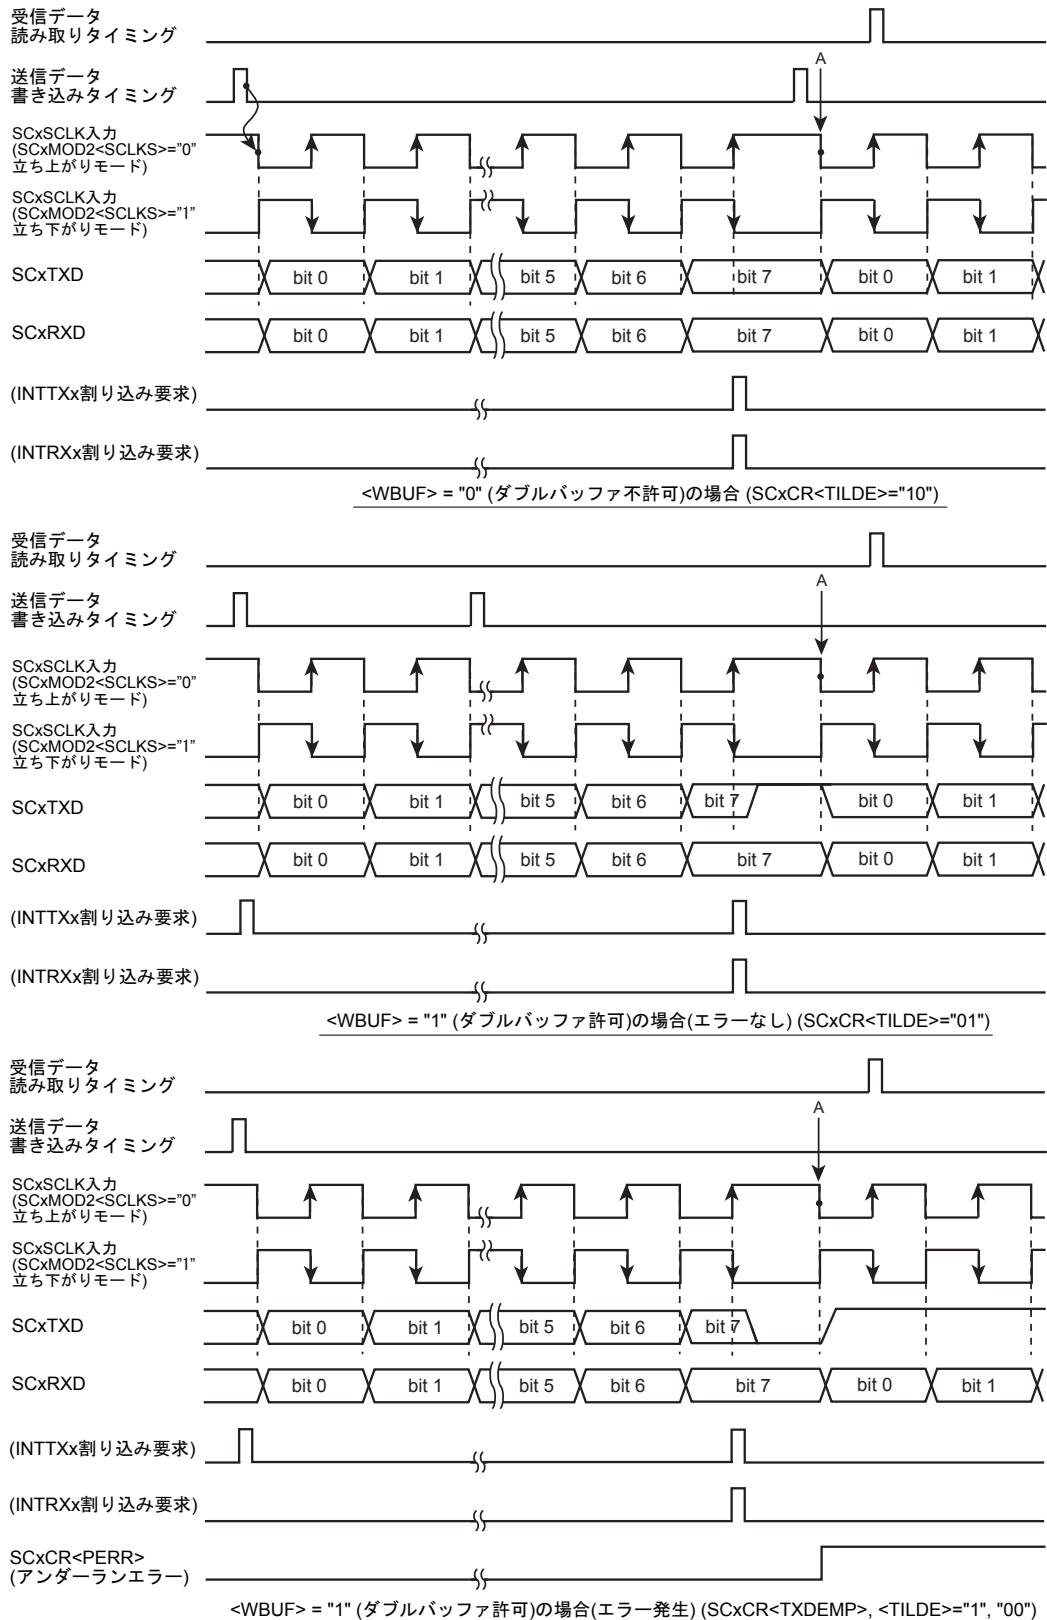 受信データ
読み取りタイミング
送信データ
書き込みタイミング
A
SCxSCLK入力
(SCxMOD2<SCLKS>="0"
立ち上がりモード)
SCxSCLK入力
(SCxMOD2<SCLKS>="1"
立ち下がりモード)
SCxTXD bit 0 bit 1 bit 5 bit 6 bit 7 bit 0 bit 1
SCxRXD bit 0 bit 1 bit 5 bit 6 bit 7 bit 0 bit 1
(INTTXx割り込み要求)
(INTRXx割り込み要求)
<WBUF> = "0" (ダブルバッファ不許可)の場合 (SCxCR<TILDE>="10")
受信データ
読み取りタイミング
送信データ
書き込みタイミング
A
SCxSCLK入力
(SCxMOD2<SCLKS>="0"
立ち上がりモード)
SCxSCLK入力
(SCxMOD2<SCLKS>="1"
立ち下がりモード)
SCxTXD bit 0 bit 1 bit 5 bit 6 bit 7 bit 0 bit 1
SCxRXD bit 0 bit 1 bit 5 bit 6 bit 7 bit 0 bit 1
(INTTXx割り込み要求)
(INTRXx割り込み要求)
<WBUF> = "1" (ダブルバッファ許可)の場合(エラーなし) (SCxCR<TILDE>="01")
受信データ
読み取りタイミング
送信データ
書き込みタイミング
A
SCxSCLK入力
(SCxMOD2<SCLKS>="0"
立ち上がりモード)
SCxSCLK入力
(SCxMOD2<SCLKS>="1"
立ち下がりモード)
SCxTXD bit 0 bit 1 bit 5 bit 6 bit 7
SCxRXD bit 0 bit 1 bit 5 bit 6 bit 7 bit 0 bit 1
(INTTXx割り込み要求)
(INTRXx割り込み要求)
SCxCR<PERR>
(アンダーランエラー)
<WBUF> = "1" (ダブルバッファ許可)の場合(エラー発生) (SCxCR<TXDEMP>, <TILDE>="1", "00")